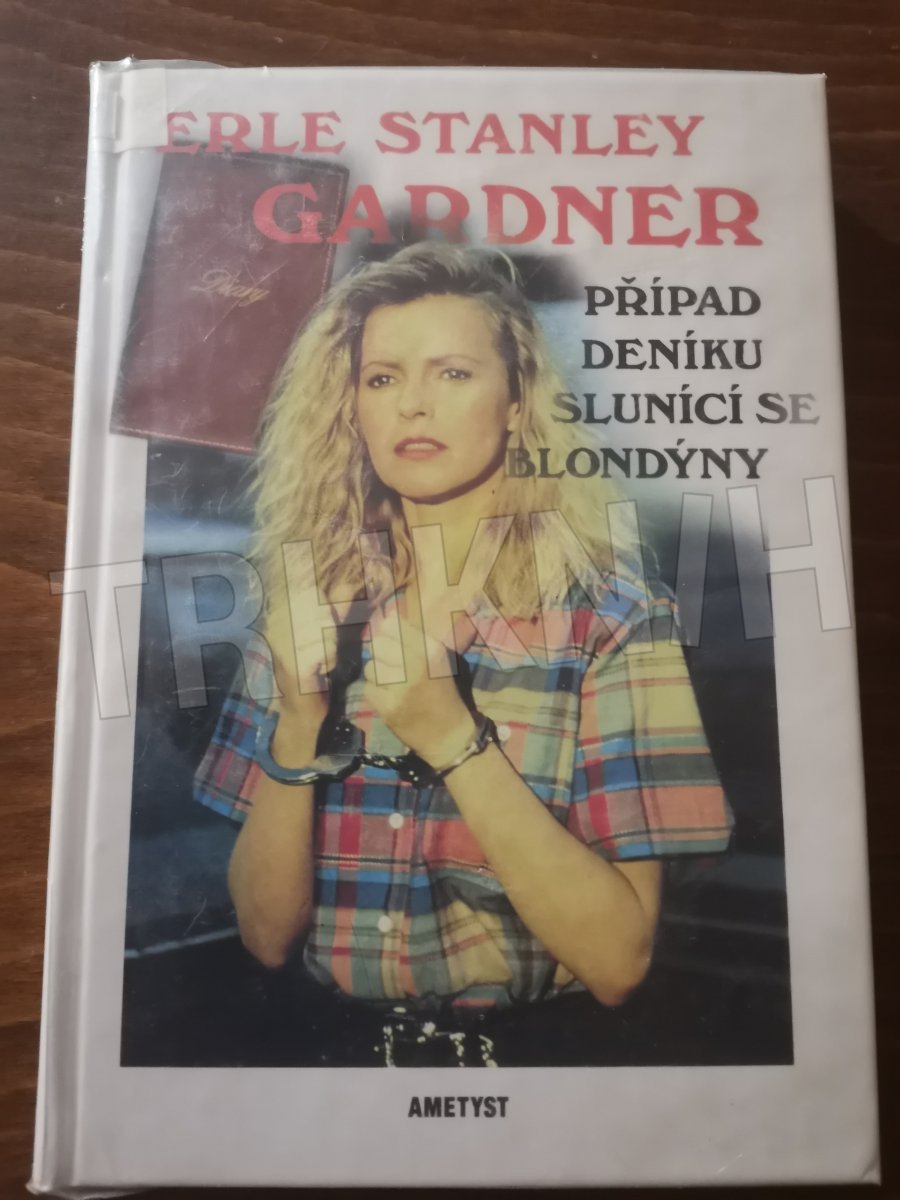 ERLE STANLEY
GARDNER
Diary
PŘÍPAD
DENÍKU
SLUNÍCÍ SE
BLONDÝNY
TRHKNIH
AMETYST